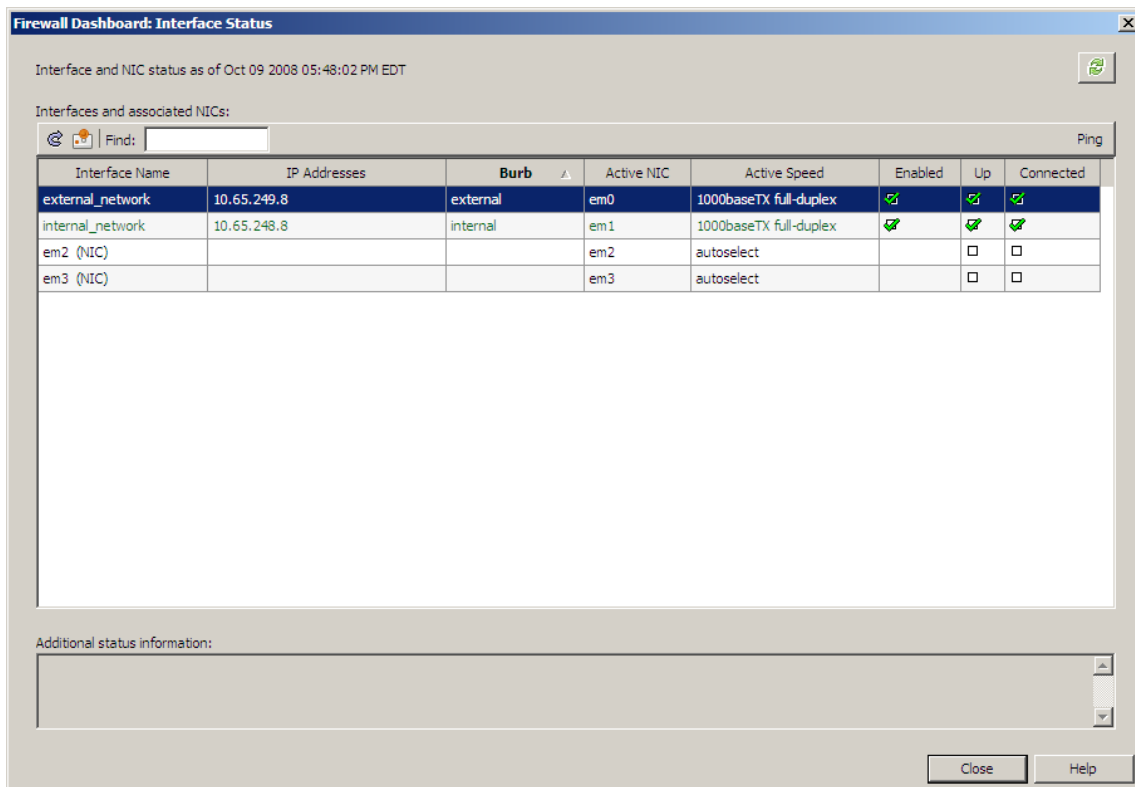 Firewall Dashboard: Interface Status
Interface and NIC status as of Oct 09 2008 05:48:02 PM EDT
Interfaces and associated NICs:
Find: Ping
Interface Name IP Addresses Burb Active NIC Active Speed Enabled Up Connected
external_network 10.65.249.8 external em0 1000baseTX full-duplex
internal_network 10.65.248.8 internal em1 1000baseTX full-duplex
em2 (NIC) em2 autoselect
em3 (NIC) em3 autoselect
Additional status information:
Close Help